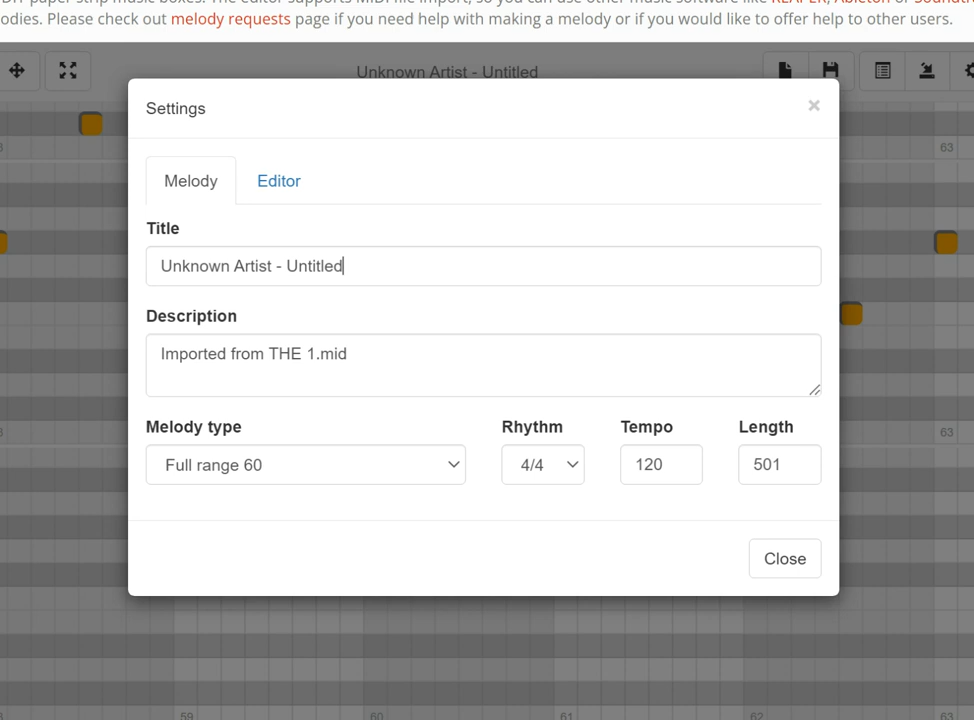 DIY paper strip music boxes. The editor supports MIDI file import, so you can use other music software like REAPER, Ableton or
odies. Please check out melody requests page if you need help with making a melody or if you would like to offer help to other users.
Unknown Artist - Untitled
Settings
×
63
Melody Editor
Title
Unknown Artist - Untitled
Description
Imported from THE 1.mid
Melody type Rhythm Tempo Length
63
Full range 60 4/4 120 501
Close
59 60 61 62 63